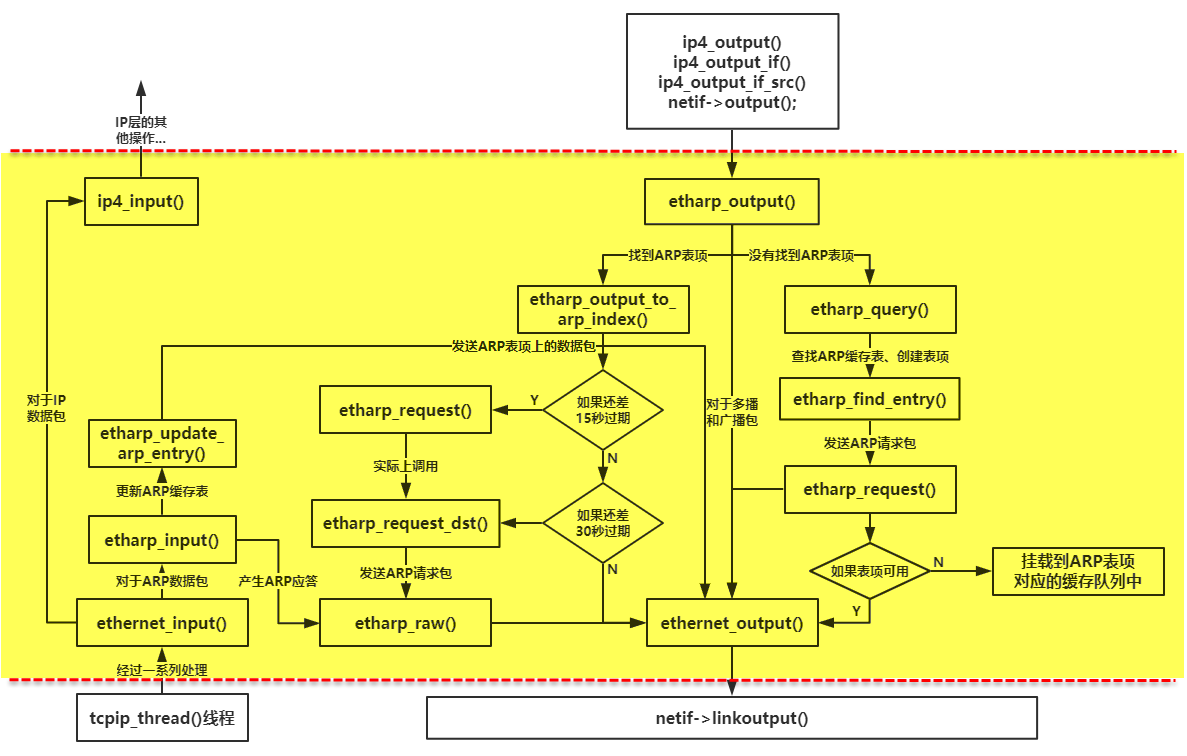 ip4_output()
ip4_output_if()
ip4_output_if_src()
netif->output();
IP层的其
他操作...
ip4_input()
etharp_output()
找到ARP表项
没有找到ARP表项
etharp_output_to_
arp_index()
etharp_query()
发送ARP表项上的数据包
查找ARP缓存表、创建表项
对于IP
数据包
etharp_request()
Y
如果还差
15秒过期
对于多播
和广播包
etharp_find_entry()
etharp_update_
arp_entry()
发送ARP请求包
实际上调用
N
更新ARP缓存表
etharp_request()
etharp_request_dst()
如果还差
30秒过期
etharp_input()
对于ARP数据包
产生ARP应答
发送ARP请求包
N
如果表项可用
N
挂载到ARP表项
对应的缓存队列中
Y
ethernet_input()
etharp_raw()
ethernet_output()
经过一系列处理
tcpip_thread()线程
netif->linkoutput()